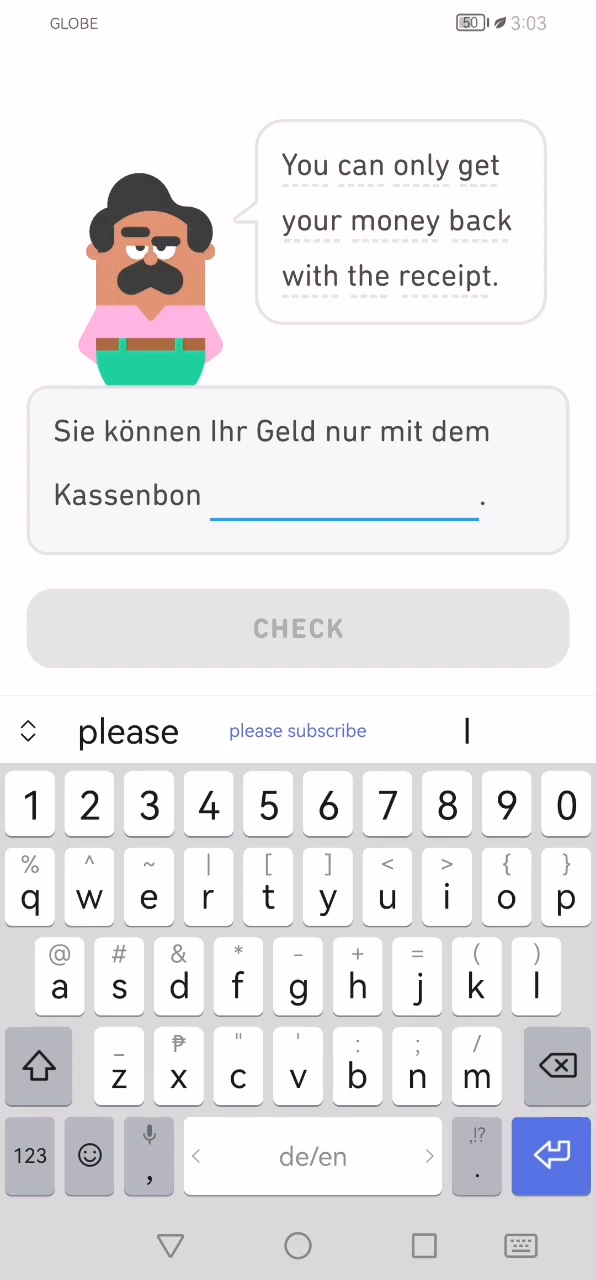 GLOBE
50
3:03
You can only get
your money back
with the receipt.
Sie können Ihr Geld nur mit dem
Kassenbon .
CHECK
please please subscribe I
1 2 3 4 5 6 7 8 9 0
% ^ ~ | [ ] < > { }
q w e r t y u i o p
@ # & * - + = ( )
a s d f g h j k l
_ ₱ " ' : ; /
z x c v b n m
123 , < de/en > ,!? .